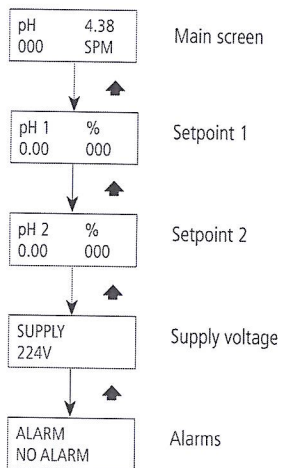 pH 4.38
000 SPM
Main screen
pH 1 %
0.00 000
Setpoint 1
pH 2 %
0.00 000
Setpoint 2
SUPPLY
224V
Supply voltage
ALARM
NO ALARM
Alarms